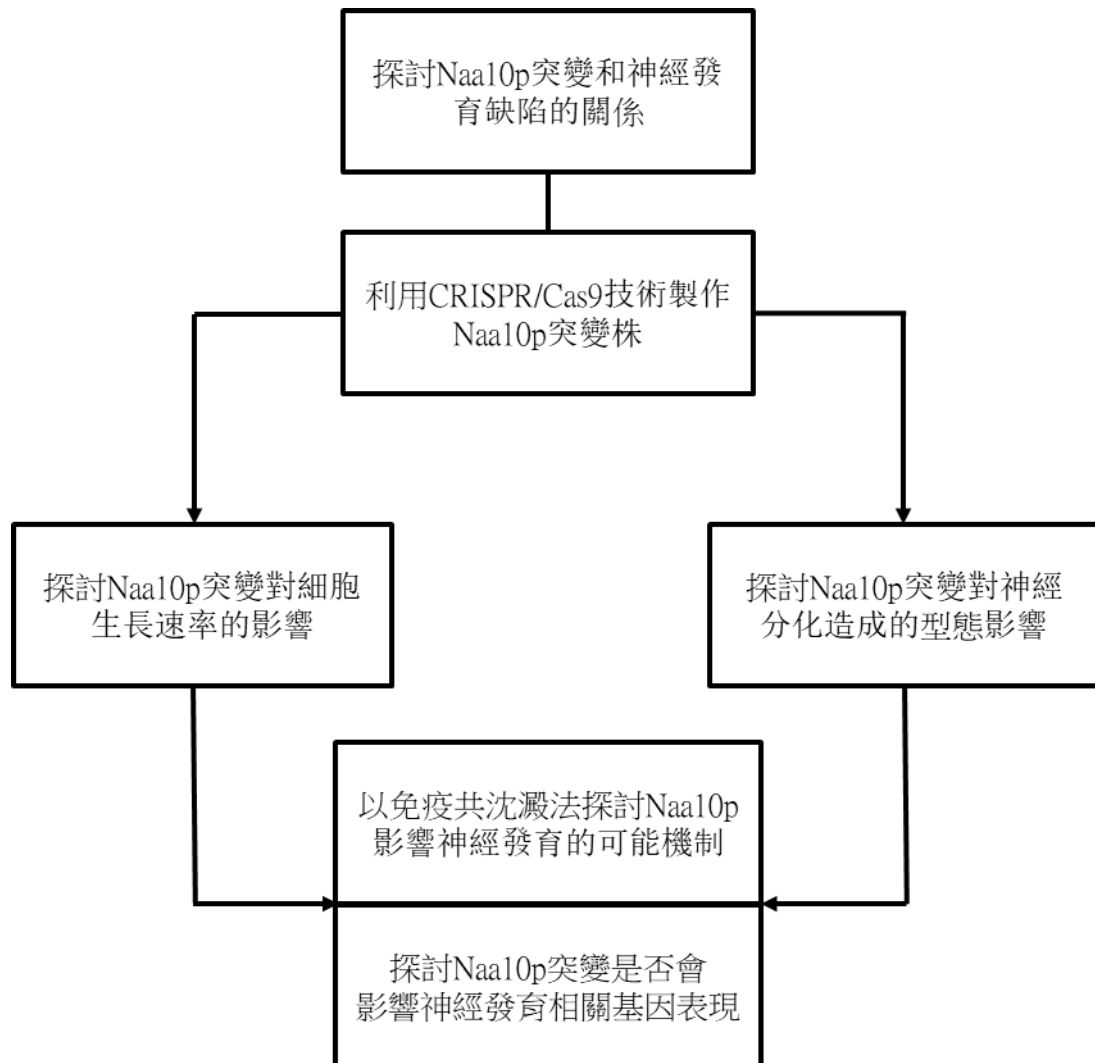 探討Naa10p突變和神經發
育缺陷的關係
利用CRISPR/Cas9技術製作
Naa10p突變株
探討Naa10p突變對細胞
生長速率的影響
探討Naa10p突變對神經
分化造成的型態影響
以免疫共沈澱法探討Naa10p
影響神經發育的可能機制
探討Naa10p突變是否會
影響神經發育相關基因表現